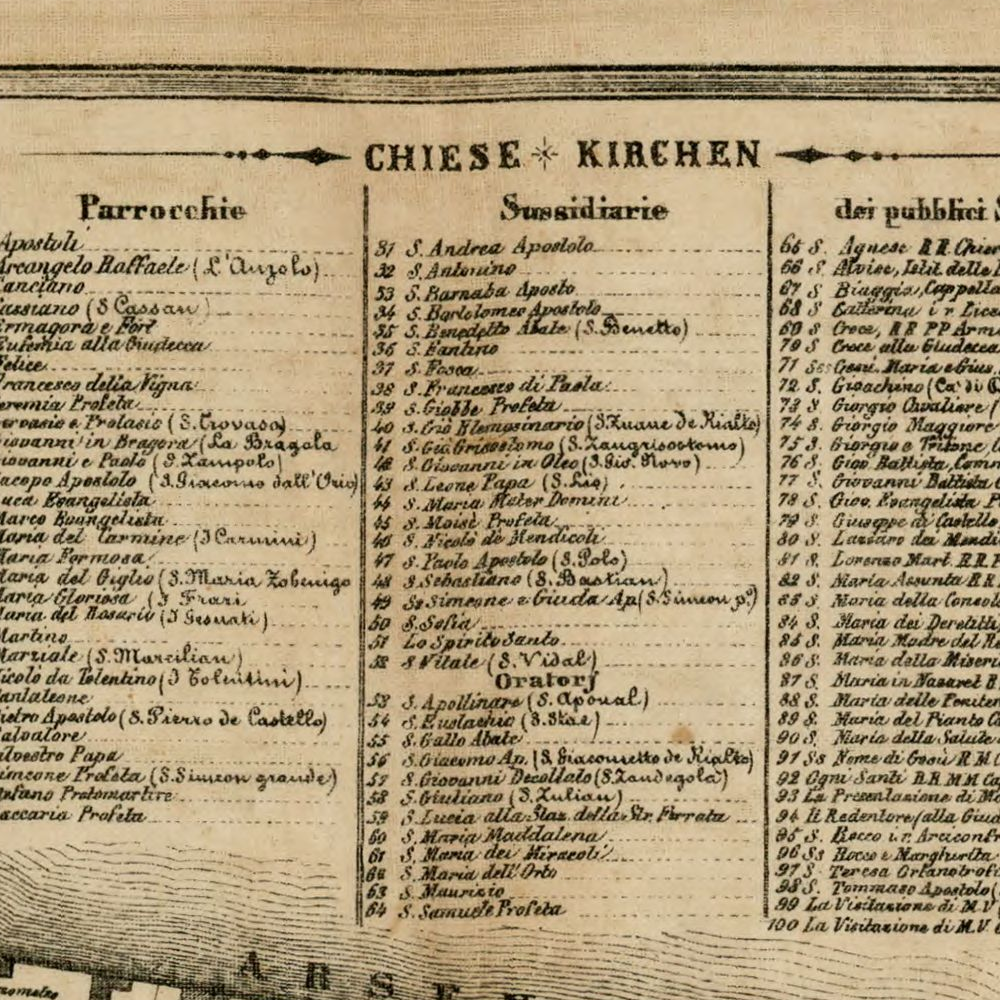 CHIESE KIRCHEN
Parrocchie
Apostoli
Arcangelo Raffaele (L'Anzolo)
Canciano
Cassiano (S Cassan)
Ermagora e Fort
Eufemia alla Giudecca
Felice
Francesco della Vigna
Geremia Profeta
Gervasio e Protasio (S. Trovaso)
Giovanni in Bragora (La Bragola
Giovanni e Paolo (S. Zampolo)
Jacopo Apostolo (S. Giacomo dall'Orio)
Luca Evangelista
Marco Evangelista
Maria del Carmine (I Carmini)
Maria Formosa
Maria del Giglio (S. Maria Zobenigo
Maria Gloriosa (I Frari
Maria del Rosario (I Gesuati)
Martino
Marziale (S. Marcilian)
Nicolò da Tolentino (I Tolentini)
Pantaleone
Pietro Apostolo (S. Pierro de Castello)
Salvatore
Silvestro Papa
Simeone Profeta (S. Simeon grande)
Stefano Protomartire
Zaccaria Profeta
Sussidiarie
31 S. Andrea Apostolo
32 S. Antonino
33 S. Barnaba Aposto
34 S. Bartolomeo Apostolo
35 S. Benedetto Abate (S. Benetto)
36 S. Fantino
37 S. Fosca
38 S. Francesco di Paola
39 S. Giobbe Profeta
40 S. Gio Elemosinario (S. Zuane de Rialto)
41 S. Gio Grisostomo (S. Zangrisostomo)
42 S. Giovanni in Oleo (S. Gio. Novo)
43 S. Leone Papa (S. Lio)
44 S. Maria Mater Domini
45 S. Moisè Profeta
46 S. Nicolò de Mendicoli
47 S. Paolo Apostolo (S. Polo)
48 S. Sebastiano (S. Bastian)
49 Ss Simeone e Giuda Ap (S. Simeon p.o)
50 S. Sofia
51 Lo Spirito Santo
52 S Vitale (S. Vidal)
Oratorj
53 S. Apollinare (S. Aponal)
54 S. Eustachio (S. Stae)
55 S. Gallo Abate
56 S. Giacomo Ap. (S. Giacometto de Rialto)
57 S. Giovanni Decollato (S. Zandegolà)
58 S. Giuliano (S. Zulian)
59 S. Lucia alla Staz. della Str. Ferrata
60 S. Maria Maddalena
61 S. Maria dei Miracoli
62 S. Maria dell'Orto
63 S. Maurizio
64 S. Samuele Profeta
dei pubblici S
65 S. Agnese R R Chier
66 S. Alvise, Istit. delle
67 S Biaggio, Cappella
68 S Catterina i r Lice
69 S Croce, R R PP Arme
70 S Croce alla Giudecca
71 Maria e Gius.
72 S. Gioachino (Ca' di
73 S Giorgio Cavaliere (
74 S. Giorgio Maggiore
75 S. Giorgio e Trifone
76 S. Giov. Battista, Comm
77 S. Giovanni Battista
78 S. Giov. Evangelista
79 S. Giuseppe di Castello
80 S. Lazzaro dei Mendi
81 S. Lorenzo Mart. R R P
82 S. Maria Assunta R R
83 S. Maria della Consol
84 S. Maria dei Derelitti
85 S. Maria Madre del R
86 S. Maria della Miseri
87 S. Maria in Nazaret
88 S. Maria delle Peniten
89 S. Maria del Pianto
90 S. Maria della Salute
91 Ss Nome di Gesù R M
92 Ogni Santi R R M M Ca
93 La Presentazione di M
94 Il Redentore (alla Giud
95 S. Rocco i.r. Arciconfr
96 Ss Rocco e Margherita
97 S Teresa Orfanotrofi
98 S. Tommaso Apostolo (
99 La Visitazione di M V
100 La Visitazione di M.V.
A R S E N
zometro